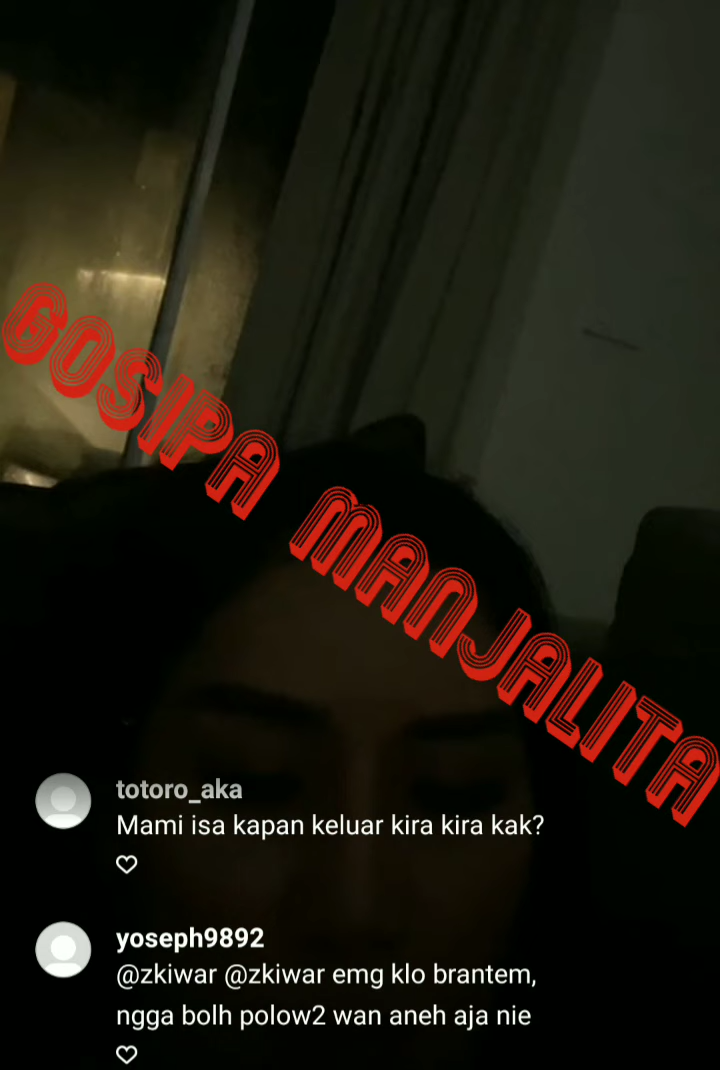 GOSIPA MANJALITA
totoro_aka
Mami isa kapan keluar kira kira kak?
yoseph9892
@zkiwar @zkiwar emg klo brantem,
ngga bolh polow2 wan aneh aja nie